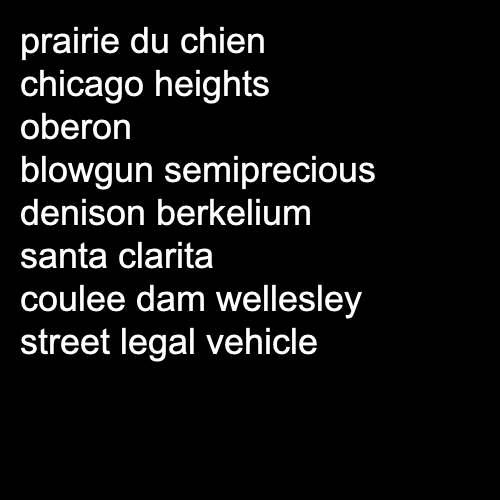 prairie du chien
chicago heights
oberon
blowgun semiprecious
denison berkelium
santa clarita
coulee dam wellesley
street legal vehicle